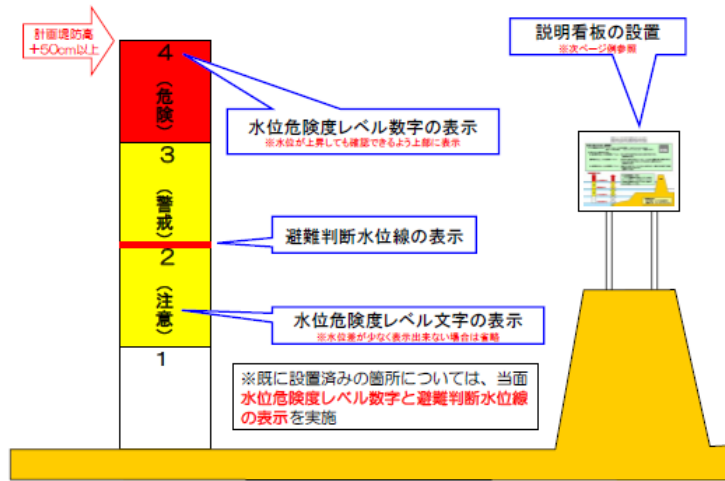 計画堤防高
+50cm以上
4
（危険）
3
（警戒）
2
（注意）
1
水位危険度レベル数字の表示
※水位が上昇しても確認できるよう上部に表示
避難判断水位線の表示
水位危険度レベル文字の表示
※水位差が少なく表示出来ない場合は省略
※既に設置済みの箇所については、当面
水位危険度レベル数字と避難判断水位線
の表示を実施
説明看板の設置
※次ページ例参照